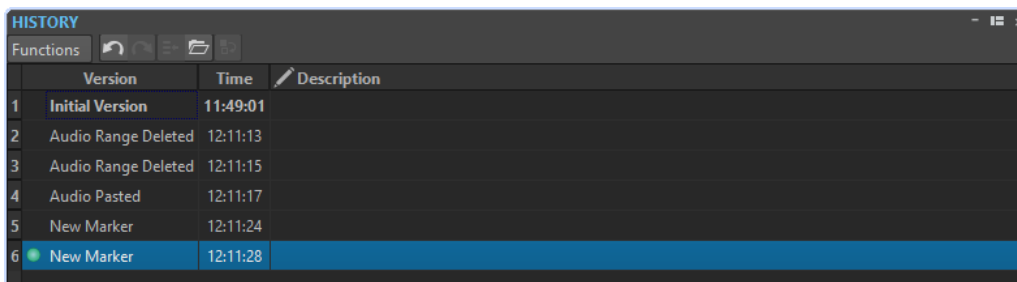 HISTORY
Functions
Version Time Description
1 Initial Version 11:49:01
2 Audio Range Deleted 12:11:13
3 Audio Range Deleted 12:11:15
4 Audio Pasted 12:11:17
5 New Marker 12:11:24
6 New Marker 12:11:28